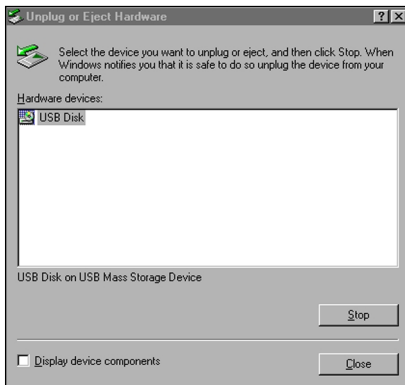 Unplug or Eject Hardware
Select the device you want to unplug or eject, and then click Stop. When
Windows notifies you that it is safe to do so unplug the device from your
computer.
Hardware devices:
USB Disk
USB Disk on USB Mass Storage Device
Stop
Display device components
Close